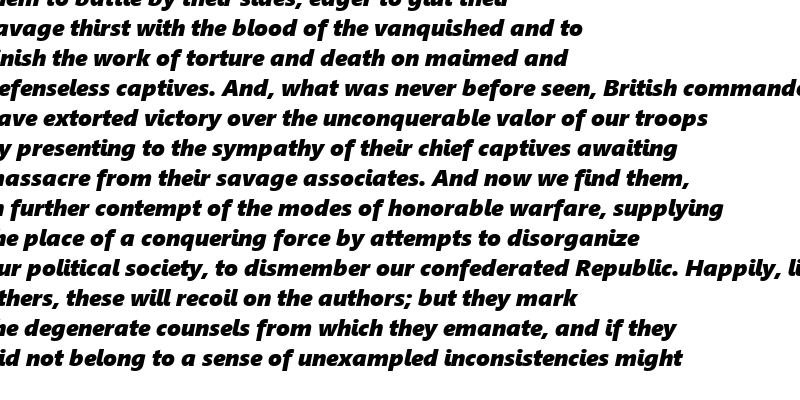 hem to battle by their sides, eager to glut their
avage thirst with the blood of the vanquished and to
nish the work of torture and death on maimed and
efenseless captives. And, what was never before seen, British commande
ave extorted victory over the unconquerable valor of our troops
y presenting to the sympathy of their chief captives awaiting
assacre from their savage associates. And now we find them,
further contempt of the modes of honorable warfare, supplying
he place of a conquering force by attempts to disorganize
ur political society, to dismember our confederated Republic. Happily, li
thers, these will recoil on the authors; but they mark
he degenerate counsels from which they emanate, and if they
id not belong to a sense of unexampled inconsistencies might